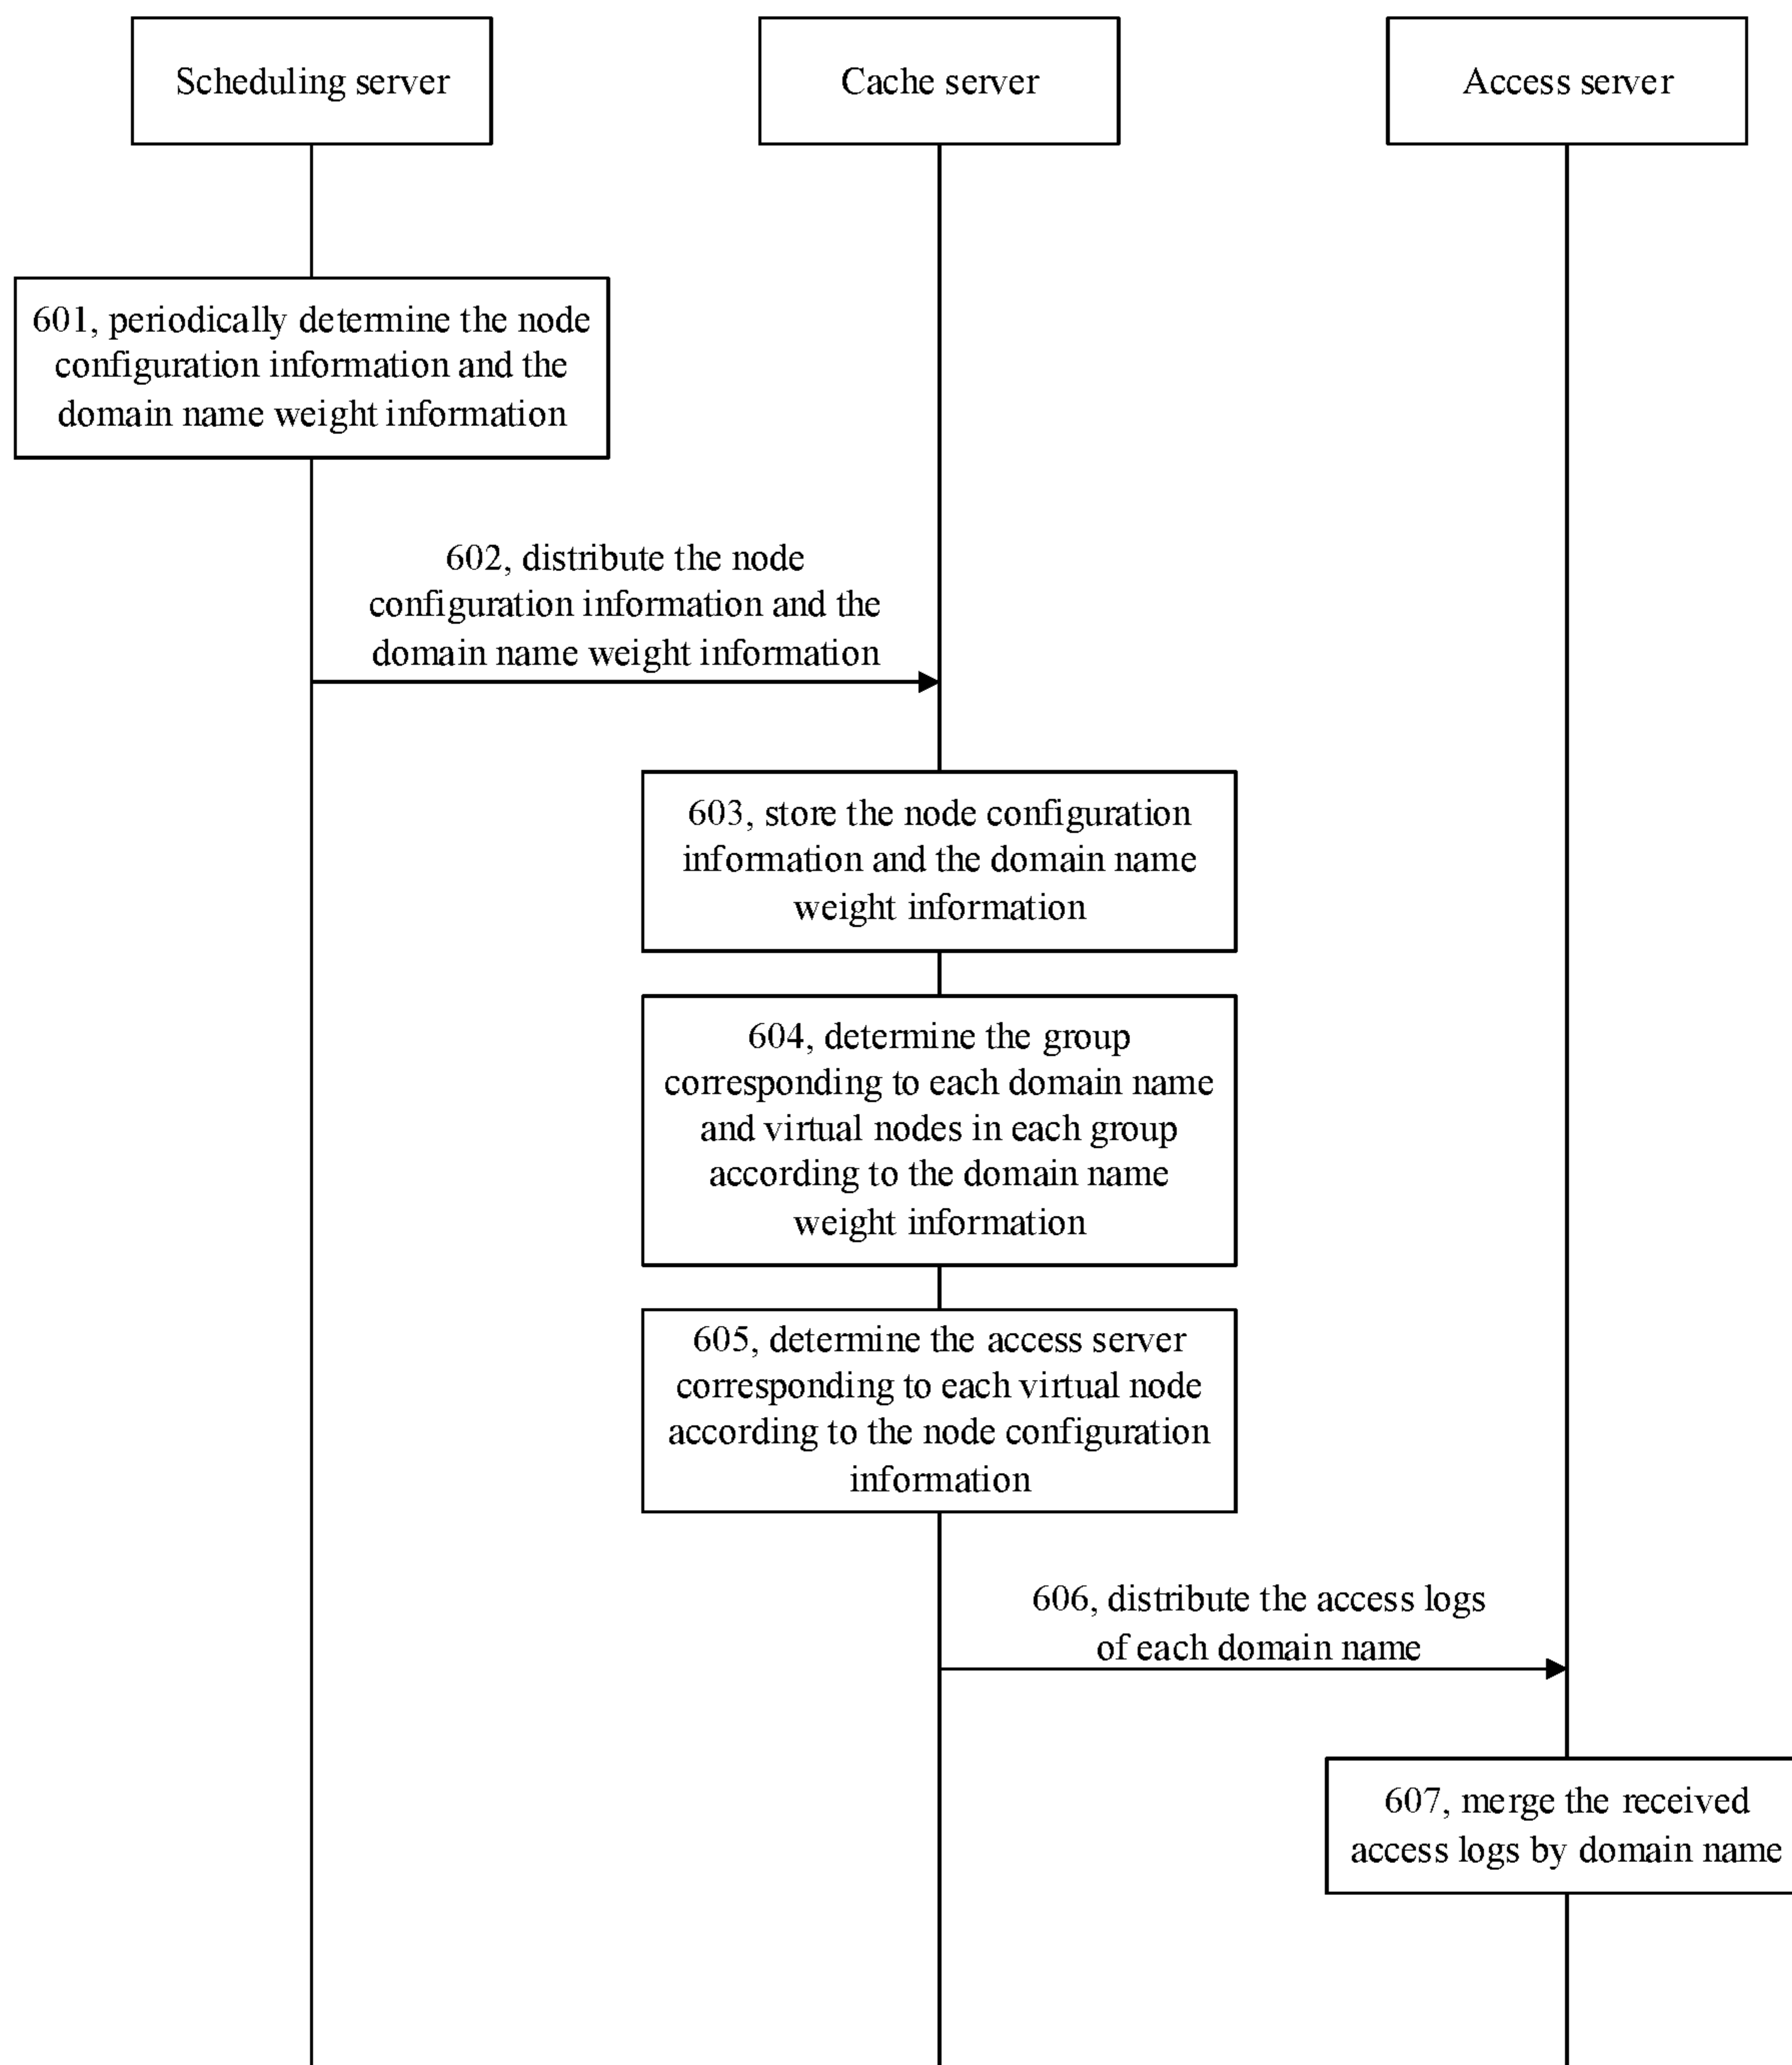 Scheduling server
Cache server
Access server
601, periodically determine the node
configuration information and the
domain name weight information
602, distribute the node
configuration information and the
domain name weight information
603, store the node configuration
information and the domain name
weight information
604, determine the group
corresponding to each domain name
and virtual nodes in each group
according to the domain name
weight information
605, determine the access server
corresponding to each virtual node
according to the node configuration
information
606, distribute the access logs
of each domain name
607, merge the received
access logs by domain name